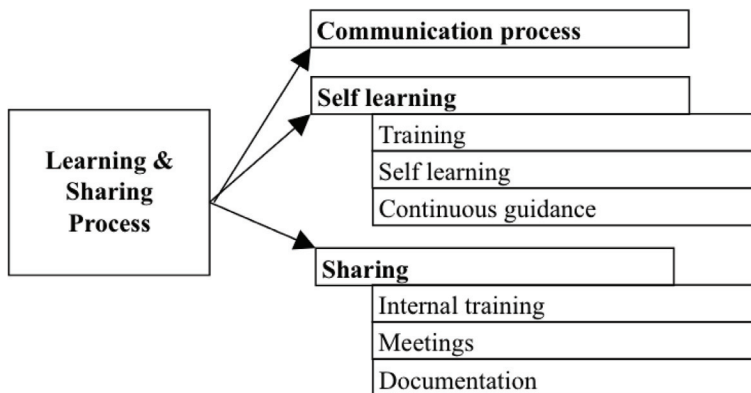 Communication process
Self learning
Training
Learning &
Self learning
Sharing
Process
Continuous guidance
Sharing
Internal training
Meetings
Documentation